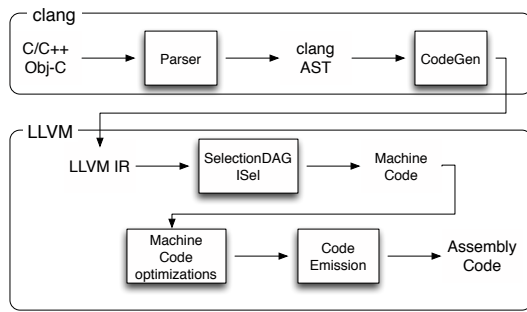 clang
C/C++
Obj-C
Parser
clang
AST
CodeGen
LLVM
LLVM IR
SelectionDAG
ISel
Machine
Code
Machine
Code
optimizations
Code
Emission
Assembly
Code